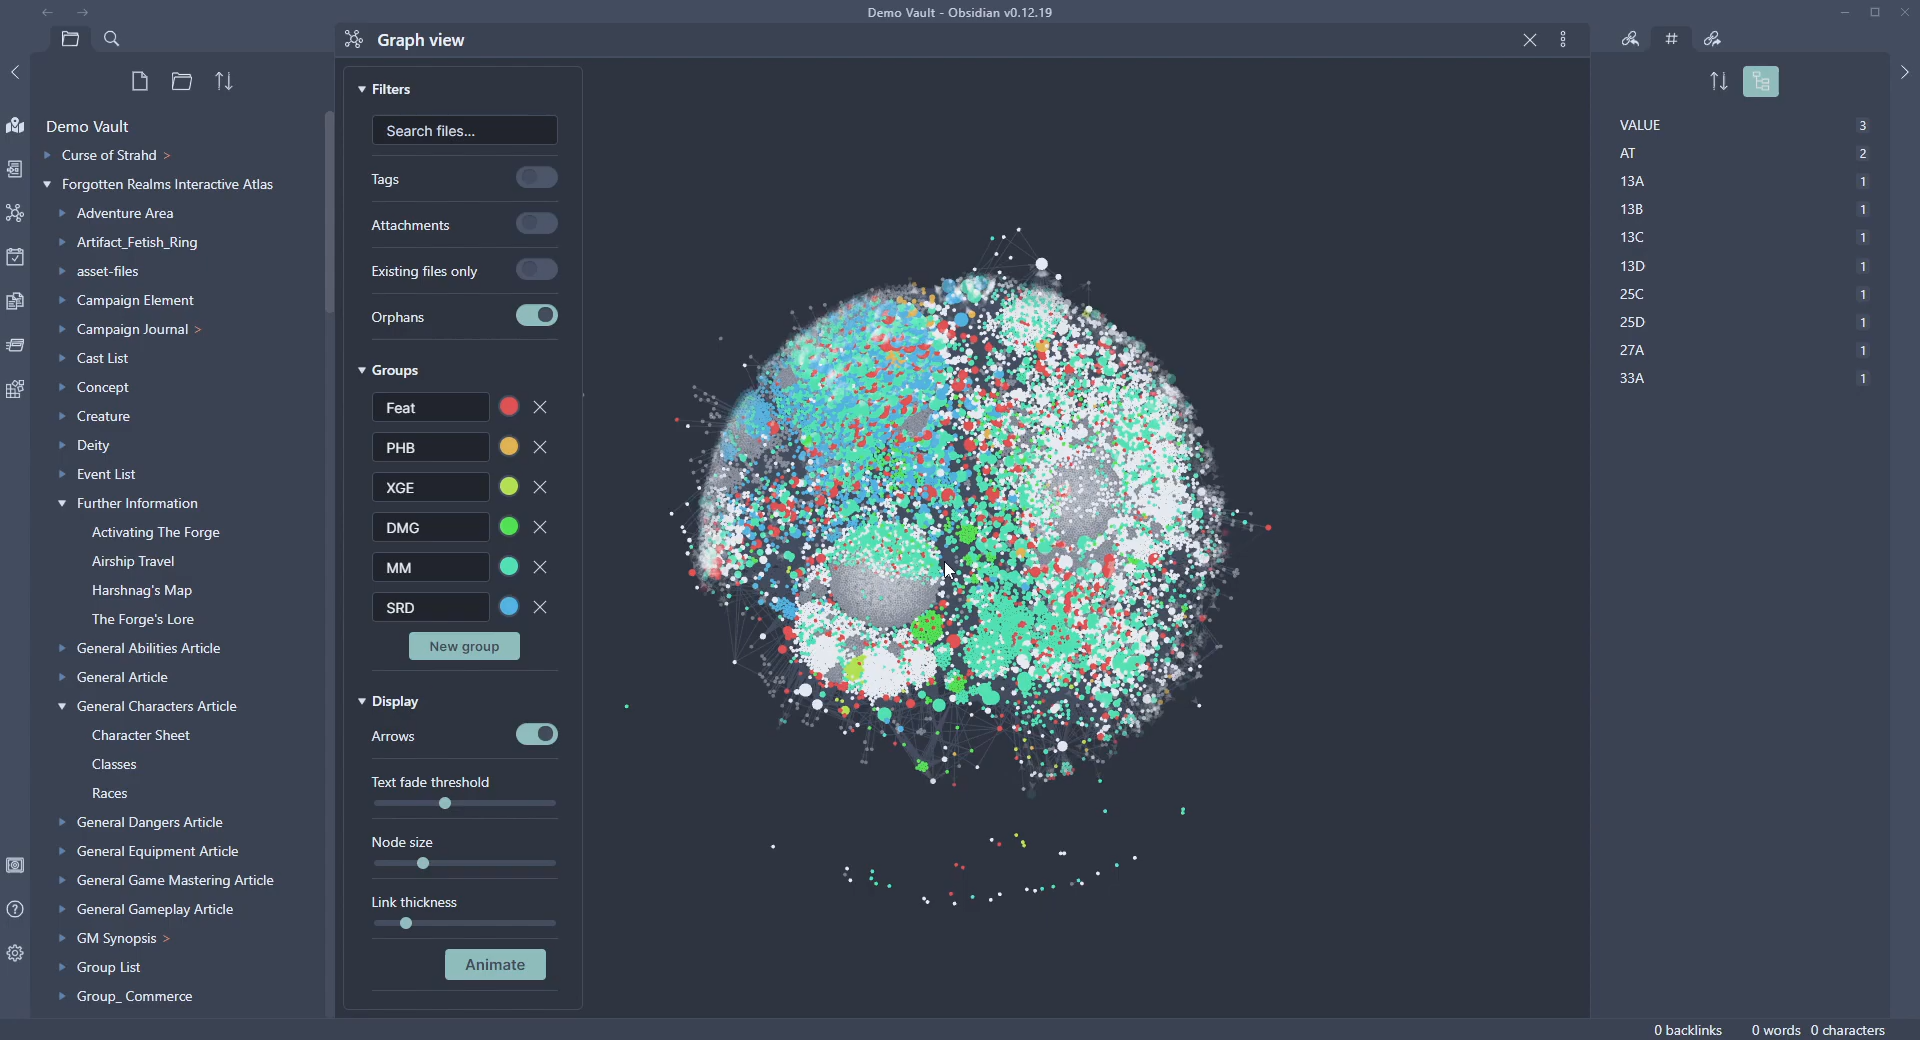 Demo Vault - Obsidian v0.12.19
Graph view
Demo Vault
Curse of Strahd >
Forgotten Realms Interactive Atlas
Adventure Area
Artifact_Fetish_Ring
asset-files
Campaign Element
Campaign Journal >
Cast List
Concept
Creature
Deity
Event List
Further Information
Activating The Forge
Airship Travel
Harshnag's Map
The Forge's Lore
General Abilities Article
General Article
General Characters Article
Character Sheet
Classes
Races
General Dangers Article
General Equipment Article
General Game Mastering Article
General Gameplay Article
GM Synopsis >
Group List
Group_ Commerce
Filters
Search files...
Tags
Attachments
Existing files only
Orphans
Groups
Feat
PHB
XGE
DMG
MM
SRD
New group
Display
Arrows
Text fade threshold
Node size
Link thickness
Animate
#
VALUE 3
AT 2
13A 1
13B 1
13C 1
13D 1
25C 1
25D 1
27A 1
33A 1
0 backlinks 0 words 0 characters